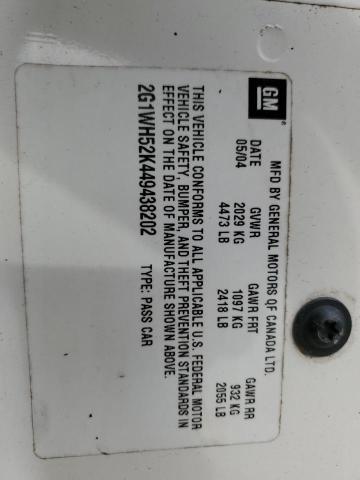 GM
MFD BY GENERAL MOTORS OF CANADA LTD.
DATE GVWR GAWR FRT GAWR RR
05/04 2029 KG 1097 KG 932 KG
4473 LB 2418 LB 2055 LB
THIS VEHICLE CONFORMS TO ALL APPLICABLE U.S. FEDERAL MOTOR
VEHICLE SAFETY, BUMPER, AND THEFT PREVENTION STANDARDS IN
EFFECT ON THE DATE OF MANUFACTURE SHOWN ABOVE.
2G1WH52K449438202 TYPE: PASS CAR